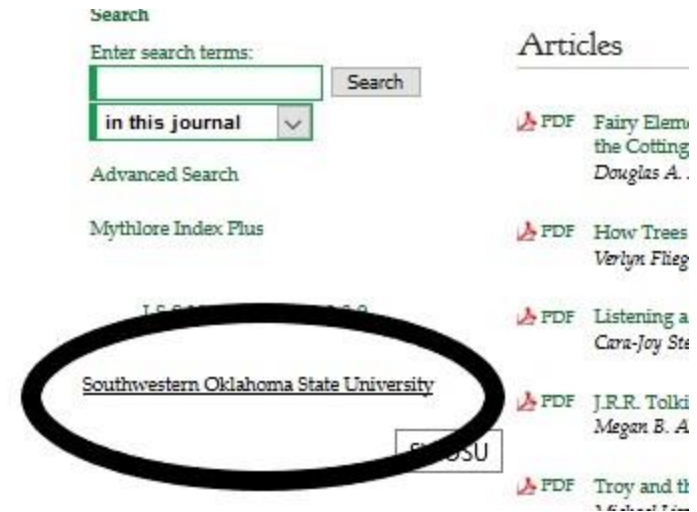 Search
Enter search terms:
Search
in this journal
Advanced Search
Mythlore Index Plus
Southwestern Oklahoma State University
Articles
PDF Fairy Eleme
the Cotting
Douglas A.
PDF How Trees
Verlyn Flieg
PDF Listening a
Cara-Joy Ste
PDF J.R.R. Tolki
Megan B. A
PDF Troy and th